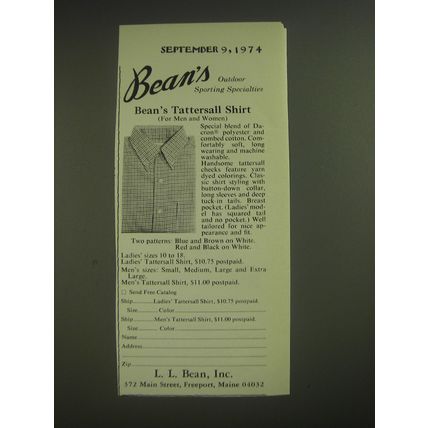 SEPTEMBER 9, 1974
Bean's
Outdoor
Sporting Specialties
Bean's Tattersall Shirt
(For Men and Women)
Special blend of Da-
cron® polyester and
combed cotton. Com-
fortably soft, long
wearing and machine
washable.
Handsome tattersall
checks feature yarn
dyed colorings. Clas-
sic shirt styling with
button-down collar,
long sleeves and deep
tuck-in tails. Breast
pocket. (Ladies' mod-
el has squared tail
and no pocket.) Well
tailored for nice ap-
pearance and fit.
Two patterns: Blue and Brown on White.
Red and Black on White.
Ladies' sizes 10 to 18.
Ladies' Tattersall Shirt, $10.75 postpaid.
Men's sizes: Small, Medium, Large and Extra
Large.
Men's Tattersall Shirt, $11.00 postpaid.
□ Send Free Catalog
Ship..........Ladies' Tattersall Shirt, $10.75 postpaid.
Size..........Color..........
Ship..........Men's Tattersall Shirt, $11.00 postpaid.
Size..........Color..........
Name..........
Address..........
Zip..........
L. L. Bean, Inc.
572 Main Street, Freeport, Maine 04032